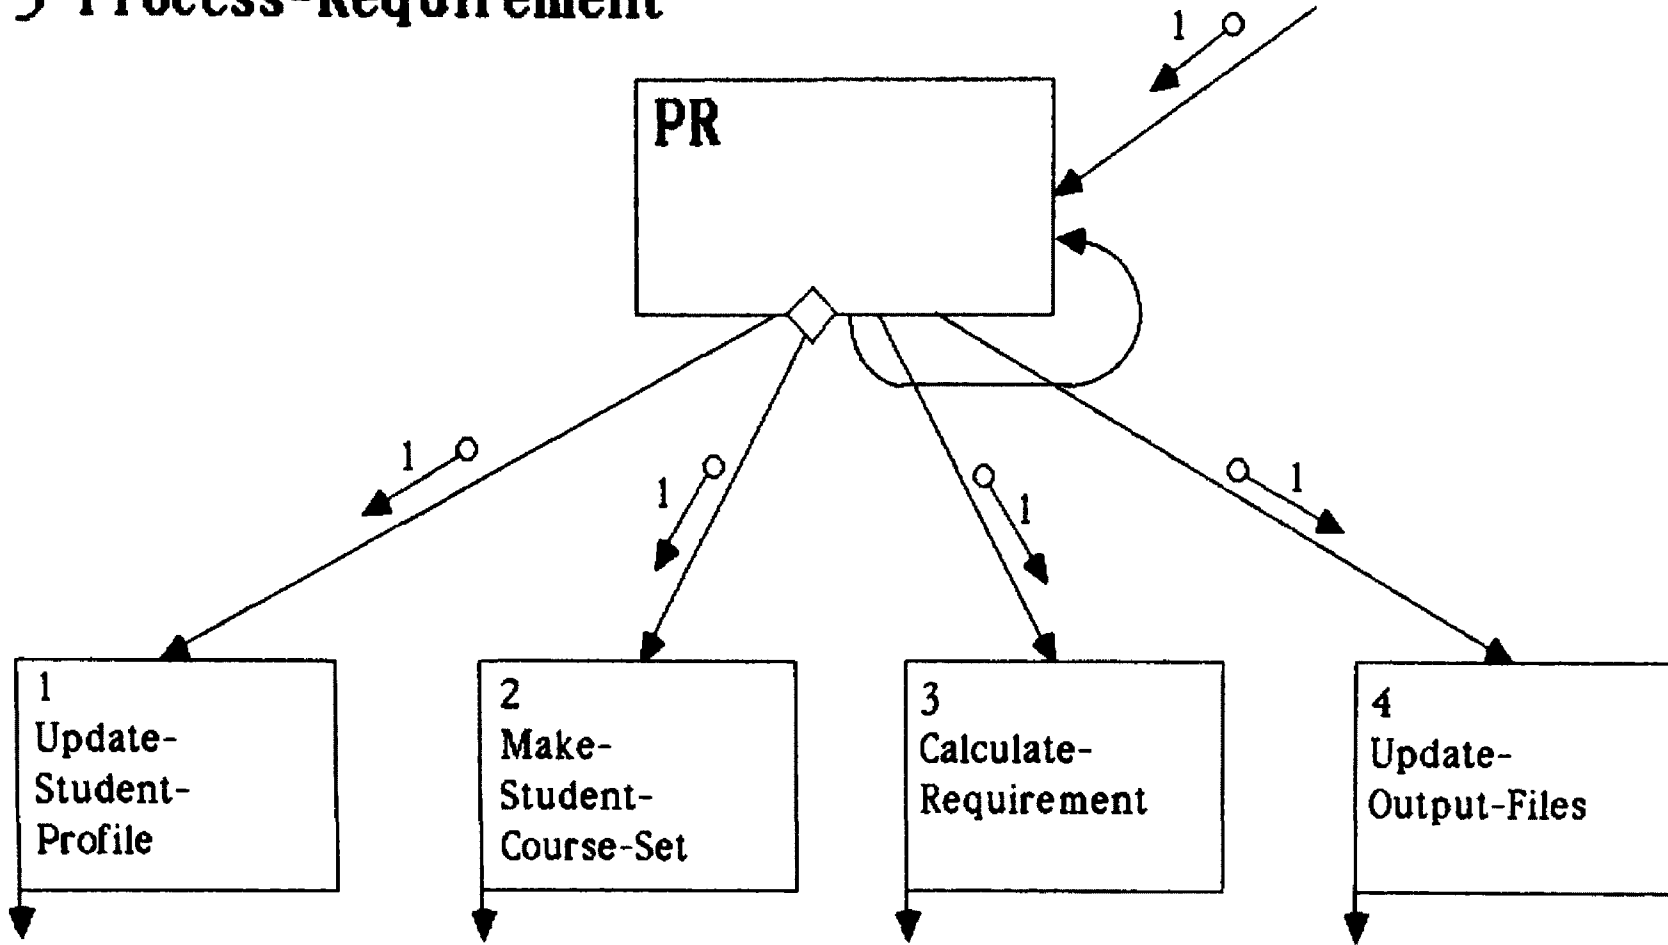 Process-Requirement
1
PR
1
1
1
1
1
Update-
Student-
Profile
2
Make-
Student-
Course-Set
3
Calculate-
Requirement
4
Update-
Output-Files